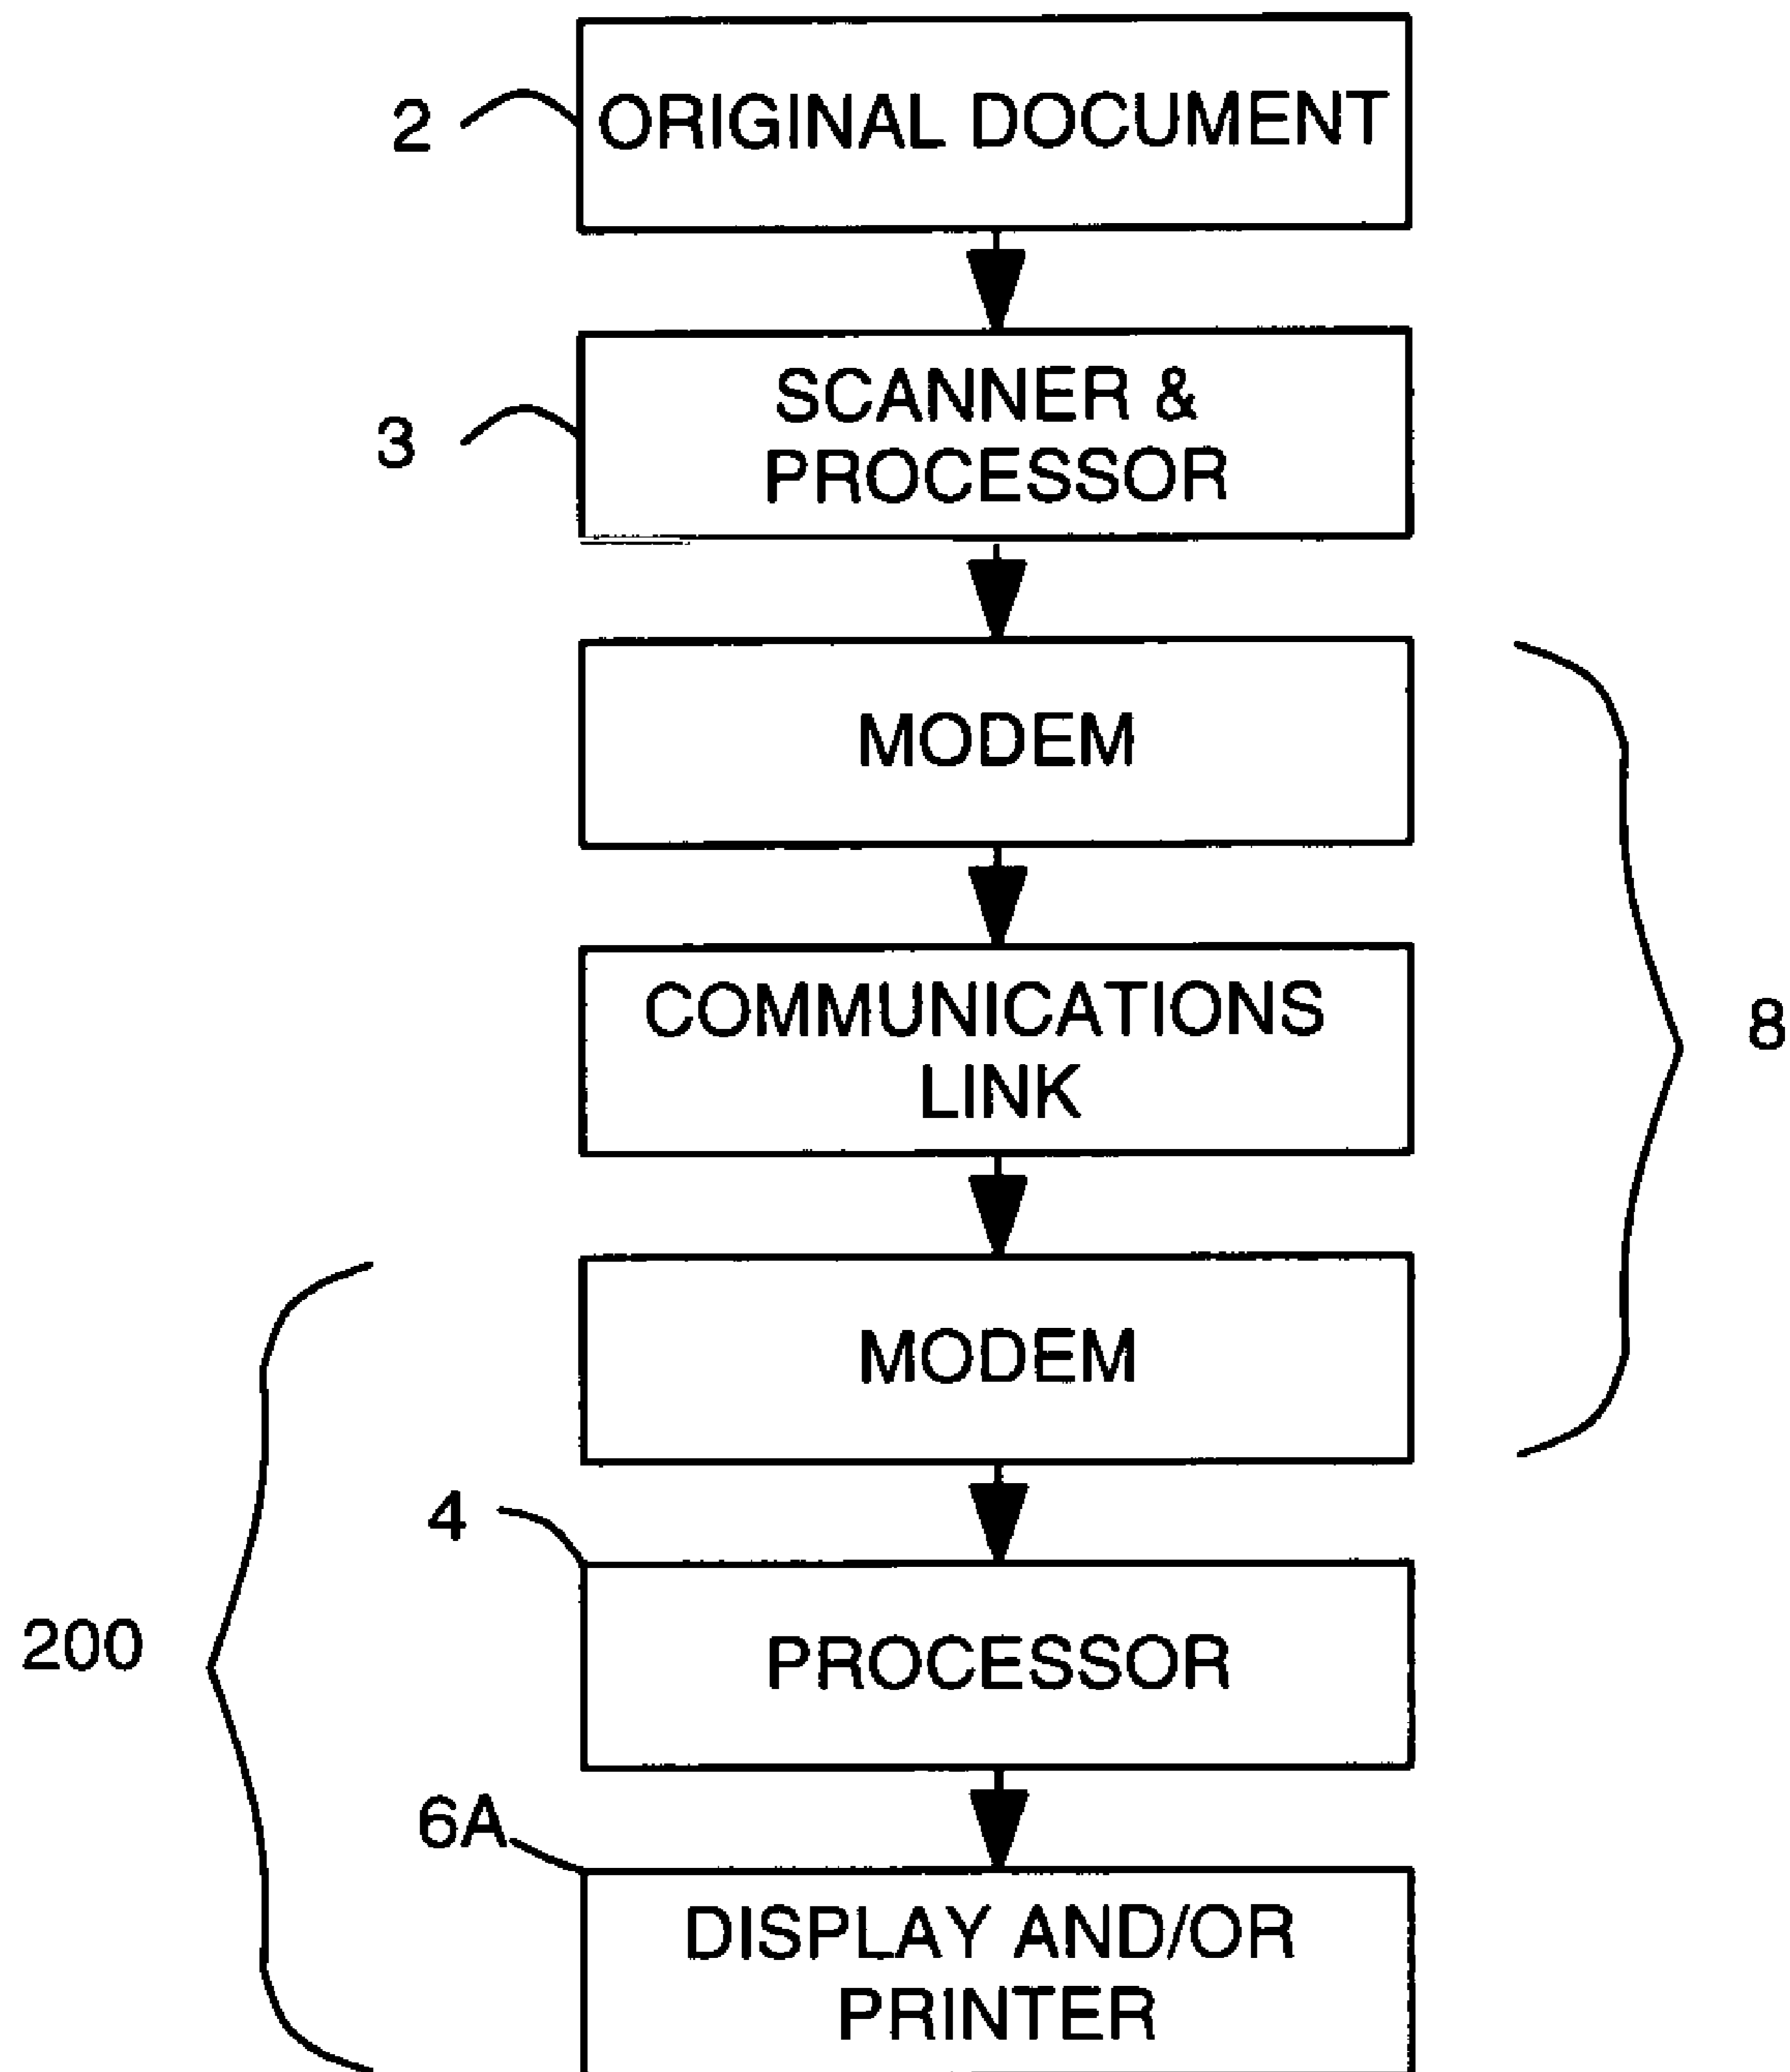 2
ORIGINAL DOCUMENT
3
SCANNER &
PROCESSOR
MODEM
COMMUNICATIONS
LINK
8
MODEM
4
PROCESSOR
200
6A
DISPLAY AND/OR
PRINTER